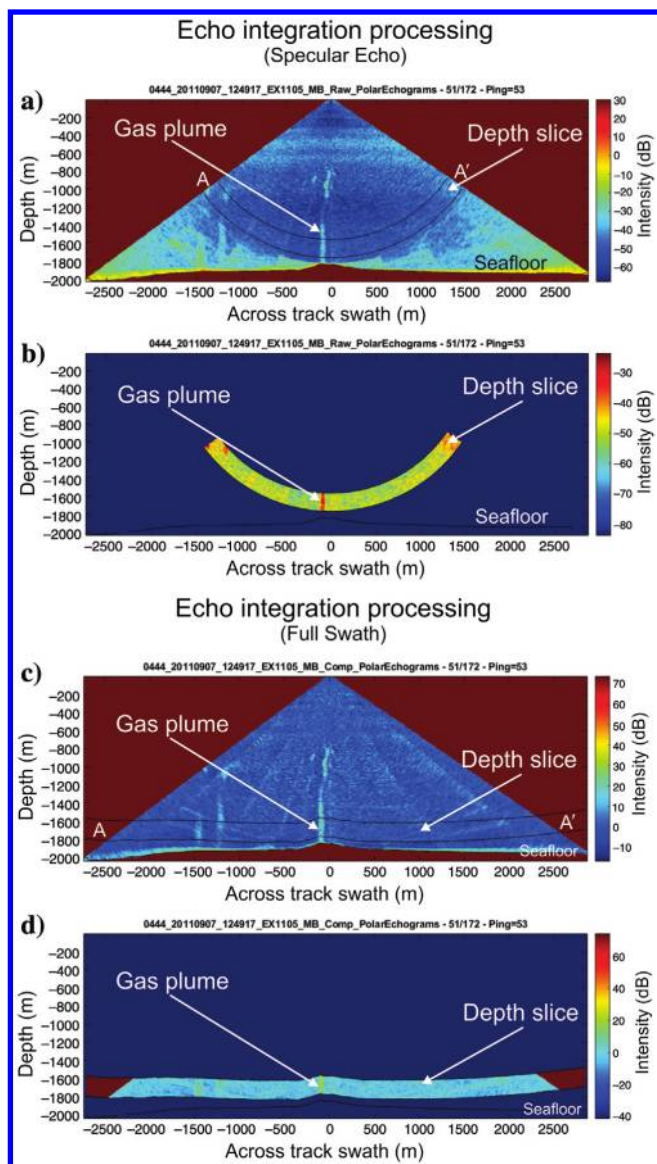 Echo integration processing
(Specular Echo)
a)
0444_20110907_124917_EX1105_MB_Raw_PolarEchograms - 51/172 - Ping=53
Gas plume
Depth slice
A
A′
Seafloor
Depth (m)
−200
−400
−600
−800
−1000
−1200
−1400
−1600
−1800
−2000
−2500 −2000 −1500 −1000 −500 0 500 1000 1500 2000 2500
Across track swath (m)
30
20
10
0
−10
−20
−30
−40
−50
−60
Intensity (dB)
b)
0444_20110907_124917_EX1105_MB_Raw_PolarEchograms - 51/172 - Ping=53
Gas plume
Depth slice
Seafloor
Depth (m)
−200
−400
−600
−800
−1000
−1200
−1400
−1600
−1800
−2000
−2500 −2000 −1500 −1000 −500 0 500 1000 1500 2000 2500
Across track swath (m)
−30
−40
−50
−60
−70
−80
Intensity (dB)
Echo integration processing
(Full Swath)
c)
0444_20110907_124917_EX1105_MB_Comp_PolarEchograms - 51/172 - Ping=53
Gas plume
Depth slice
A
A′
Seafloor
Depth (m)
−200
−400
−600
−800
−1000
−1200
−1400
−1600
−1800
−2000
−2500 −2000 −1500 −1000 −500 0 500 1000 1500 2000 2500
Across track swath (m)
70
60
50
40
30
20
10
0
−10
Intensity (dB)
d)
0444_20110907_124917_EX1105_MB_Comp_PolarEchograms - 51/172 - Ping=53
Gas plume
Depth slice
Seafloor
Depth (m)
−200
−400
−600
−800
−1000
−1200
−1400
−1600
−1800
−2000
−2500 −2000 −1500 −1000 −500 0 500 1000 1500 2000 2500
Across track swath (m)
60
40
20
0
−20
−40
Intensity (dB)